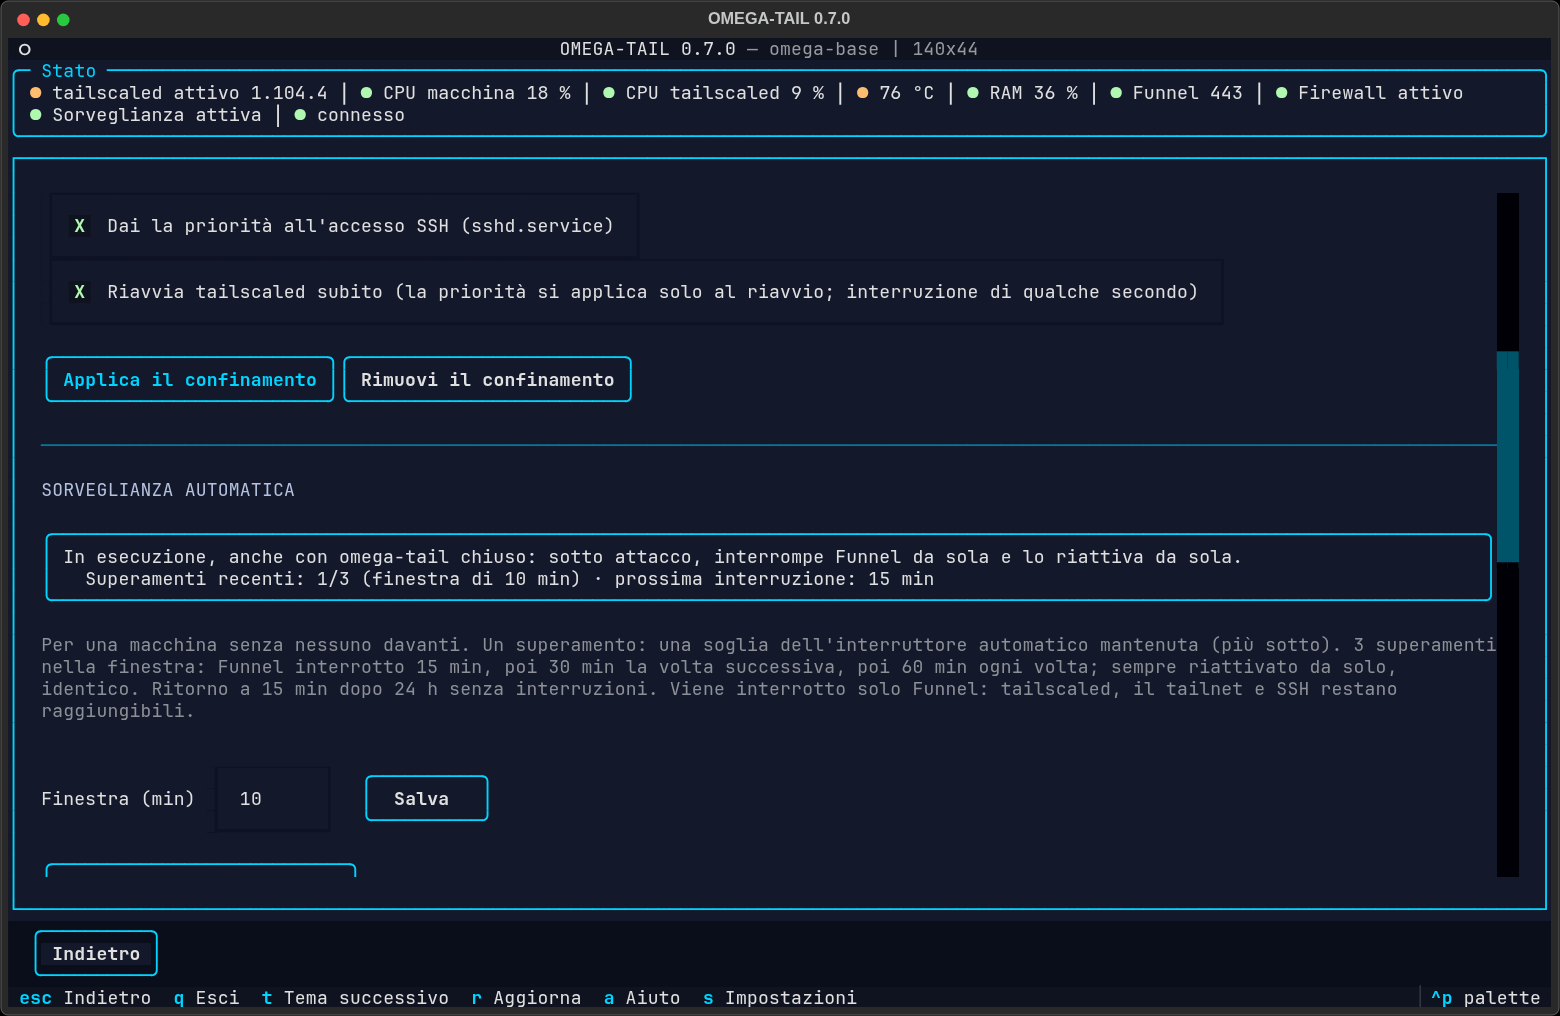 OMEGA-TAIL 0.7.0
O OMEGA-TAIL 0.7.0 — omega-base | 140x44
Stato
● tailscaled attivo 1.104.4 │ ● CPU macchina 18 % │ ● CPU tailscaled 9 % │ ● 76 °C │ ● RAM 36 % │ ● Funnel 443 │ ● Firewall attivo
● Sorveglianza attiva │ ● connesso
X Dai la priorità all'accesso SSH (sshd.service)
X Riavvia tailscaled subito (la priorità si applica solo al riavvio; interruzione di qualche secondo)
Applica il confinamento Rimuovi il confinamento
SORVEGLIANZA AUTOMATICA
In esecuzione, anche con omega-tail chiuso: sotto attacco, interrompe Funnel da sola e lo riattiva da sola.
Superamenti recenti: 1/3 (finestra di 10 min) · prossima interruzione: 15 min
Per una macchina senza nessuno davanti. Un superamento: una soglia dell'interruttore automatico mantenuta (più sotto). 3 superamenti
nella finestra: Funnel interrotto 15 min, poi 30 min la volta successiva, poi 60 min ogni volta; sempre riattivato da solo,
identico. Ritorno a 15 min dopo 24 h senza interruzioni. Viene interrotto solo Funnel: tailscaled, il tailnet e SSH restano
raggiungibili.
Finestra (min) 10 Salva
Indietro
esc Indietro q Esci t Tema successivo r Aggiorna a Aiuto s Impostazioni ^p palette